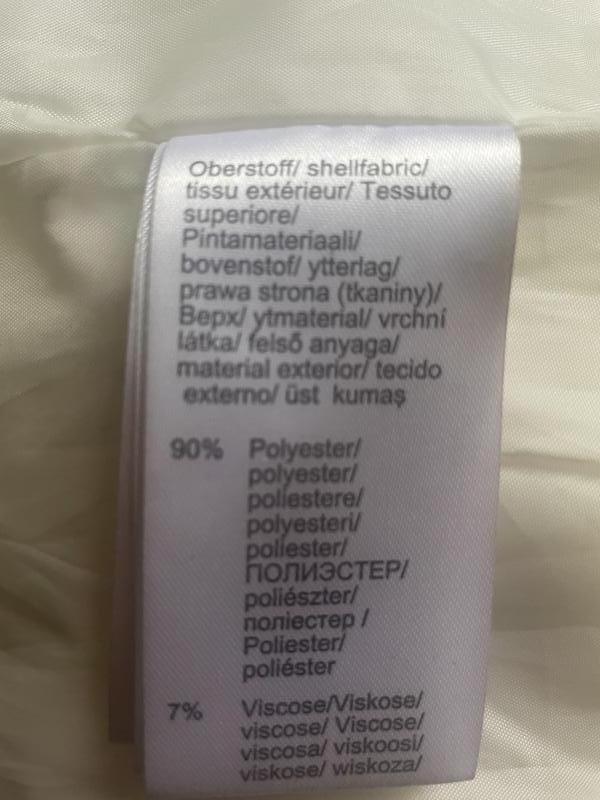 Oberstoff/ shellfabric/
tissu extérieur/ Tessuto
superiore/
Pintamateriaali/
bovenstof/ ytterlag/
prawa strona (tkaniny)/
Верх/ ytmaterial/ vrchní
látka/ felső anyaga/
material exterior/ tecido
externo/ üst kumaş
90% Polyester/
polyester/
poliestere/
polyesteri/
poliester/
ПОЛИЭСТЕР/
poliészter/
поліестер /
Poliester/
poliéster
7% Viscose/Viskose/
viscose/ Viscose/
viscosa/ viskoosi/
viskose/ wiskoza/